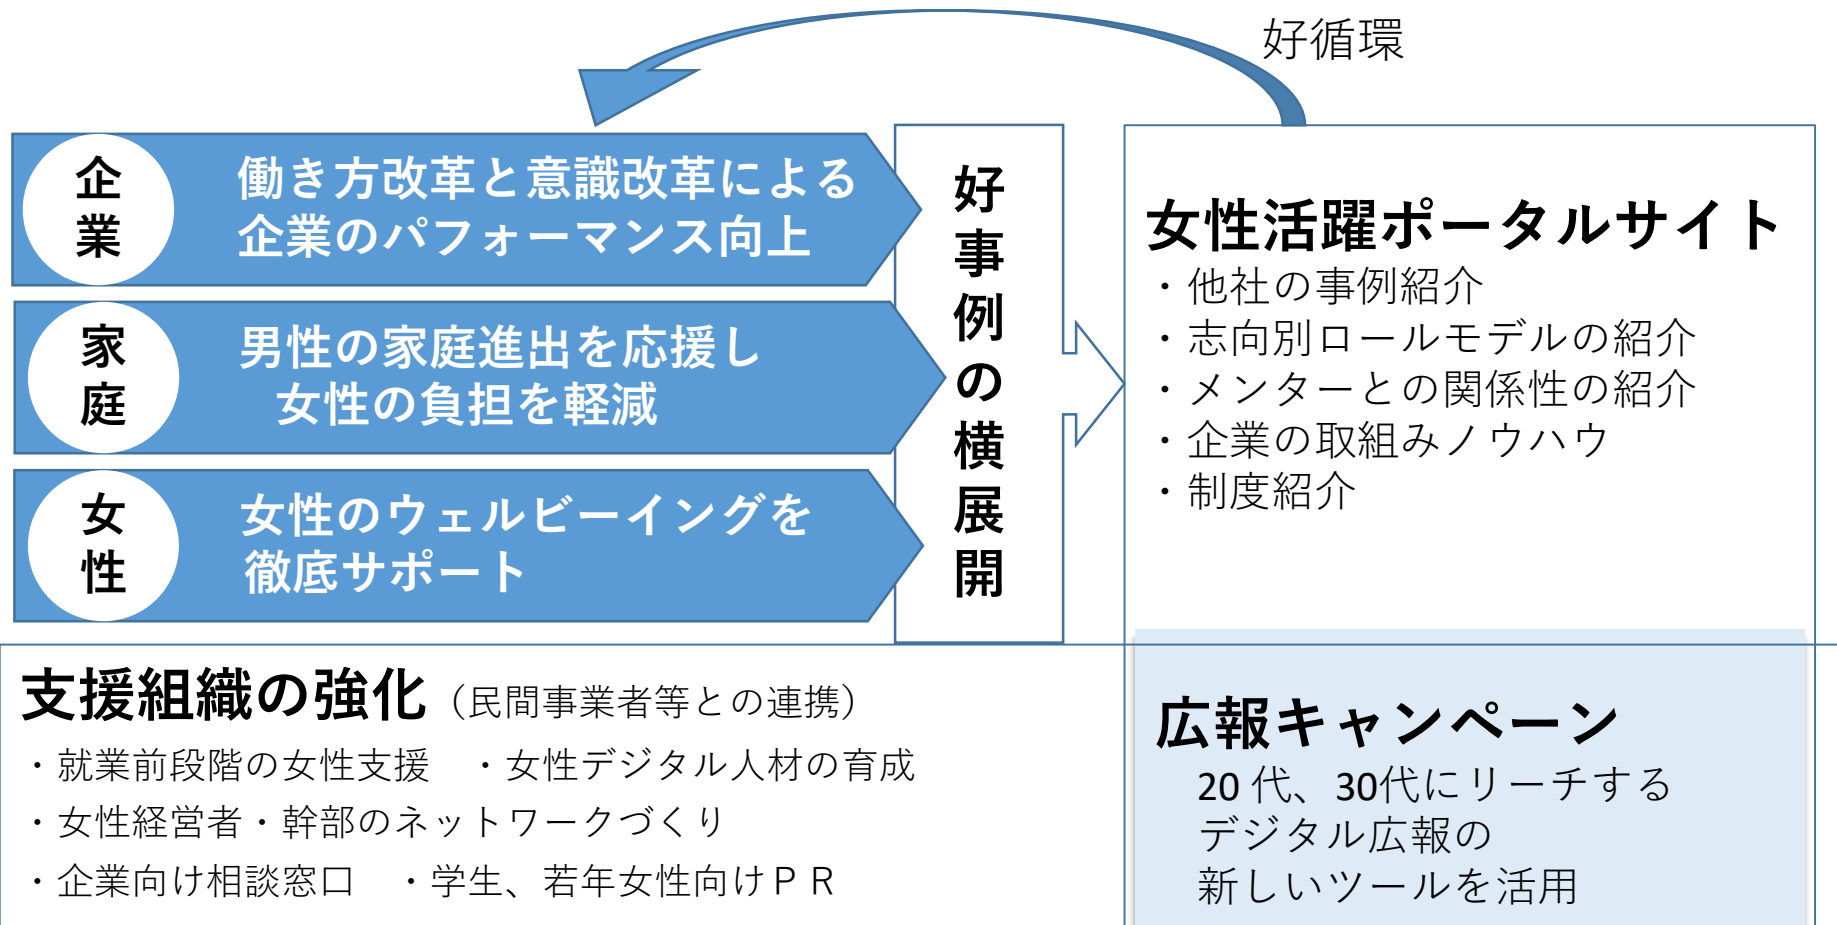 好循環
企業
働き方改革と意識改革による
企業のパフォーマンス向上
家庭
男性の家庭進出を応援し
女性の負担を軽減
女性
女性のウェルビーイングを
徹底サポート
好事例の横展開
女性活躍ポータルサイト
・他社の事例紹介
・志向別ロールモデルの紹介
・メンターとの関係性の紹介
・企業の取組みノウハウ
・制度紹介
支援組織の強化（民間事業者等との連携）
・就業前段階の女性支援　・女性デジタル人材の育成
・女性経営者・幹部のネットワークづくり
・企業向け相談窓口　・学生、若年女性向けＰＲ
広報キャンペーン
20代、30代にリーチする
デジタル広報の
新しいツールを活用